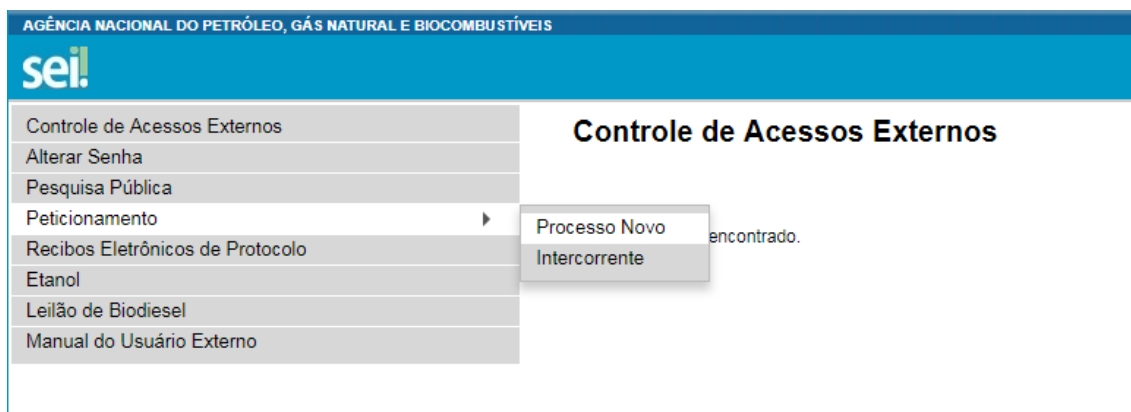 AGÊNCIA NACIONAL DO PETRÓLEO, GÁS NATURAL E BIOCOMBUSTÍVEIS
sei!
Controle de Acessos Externos
Alterar Senha
Pesquisa Pública
Peticionamento
Recibos Eletrônicos de Protocolo
Etanol
Leilão de Biodiesel
Manual do Usuário Externo
Processo Novo
Intercorrente
Controle de Acessos Externos
encontrado.